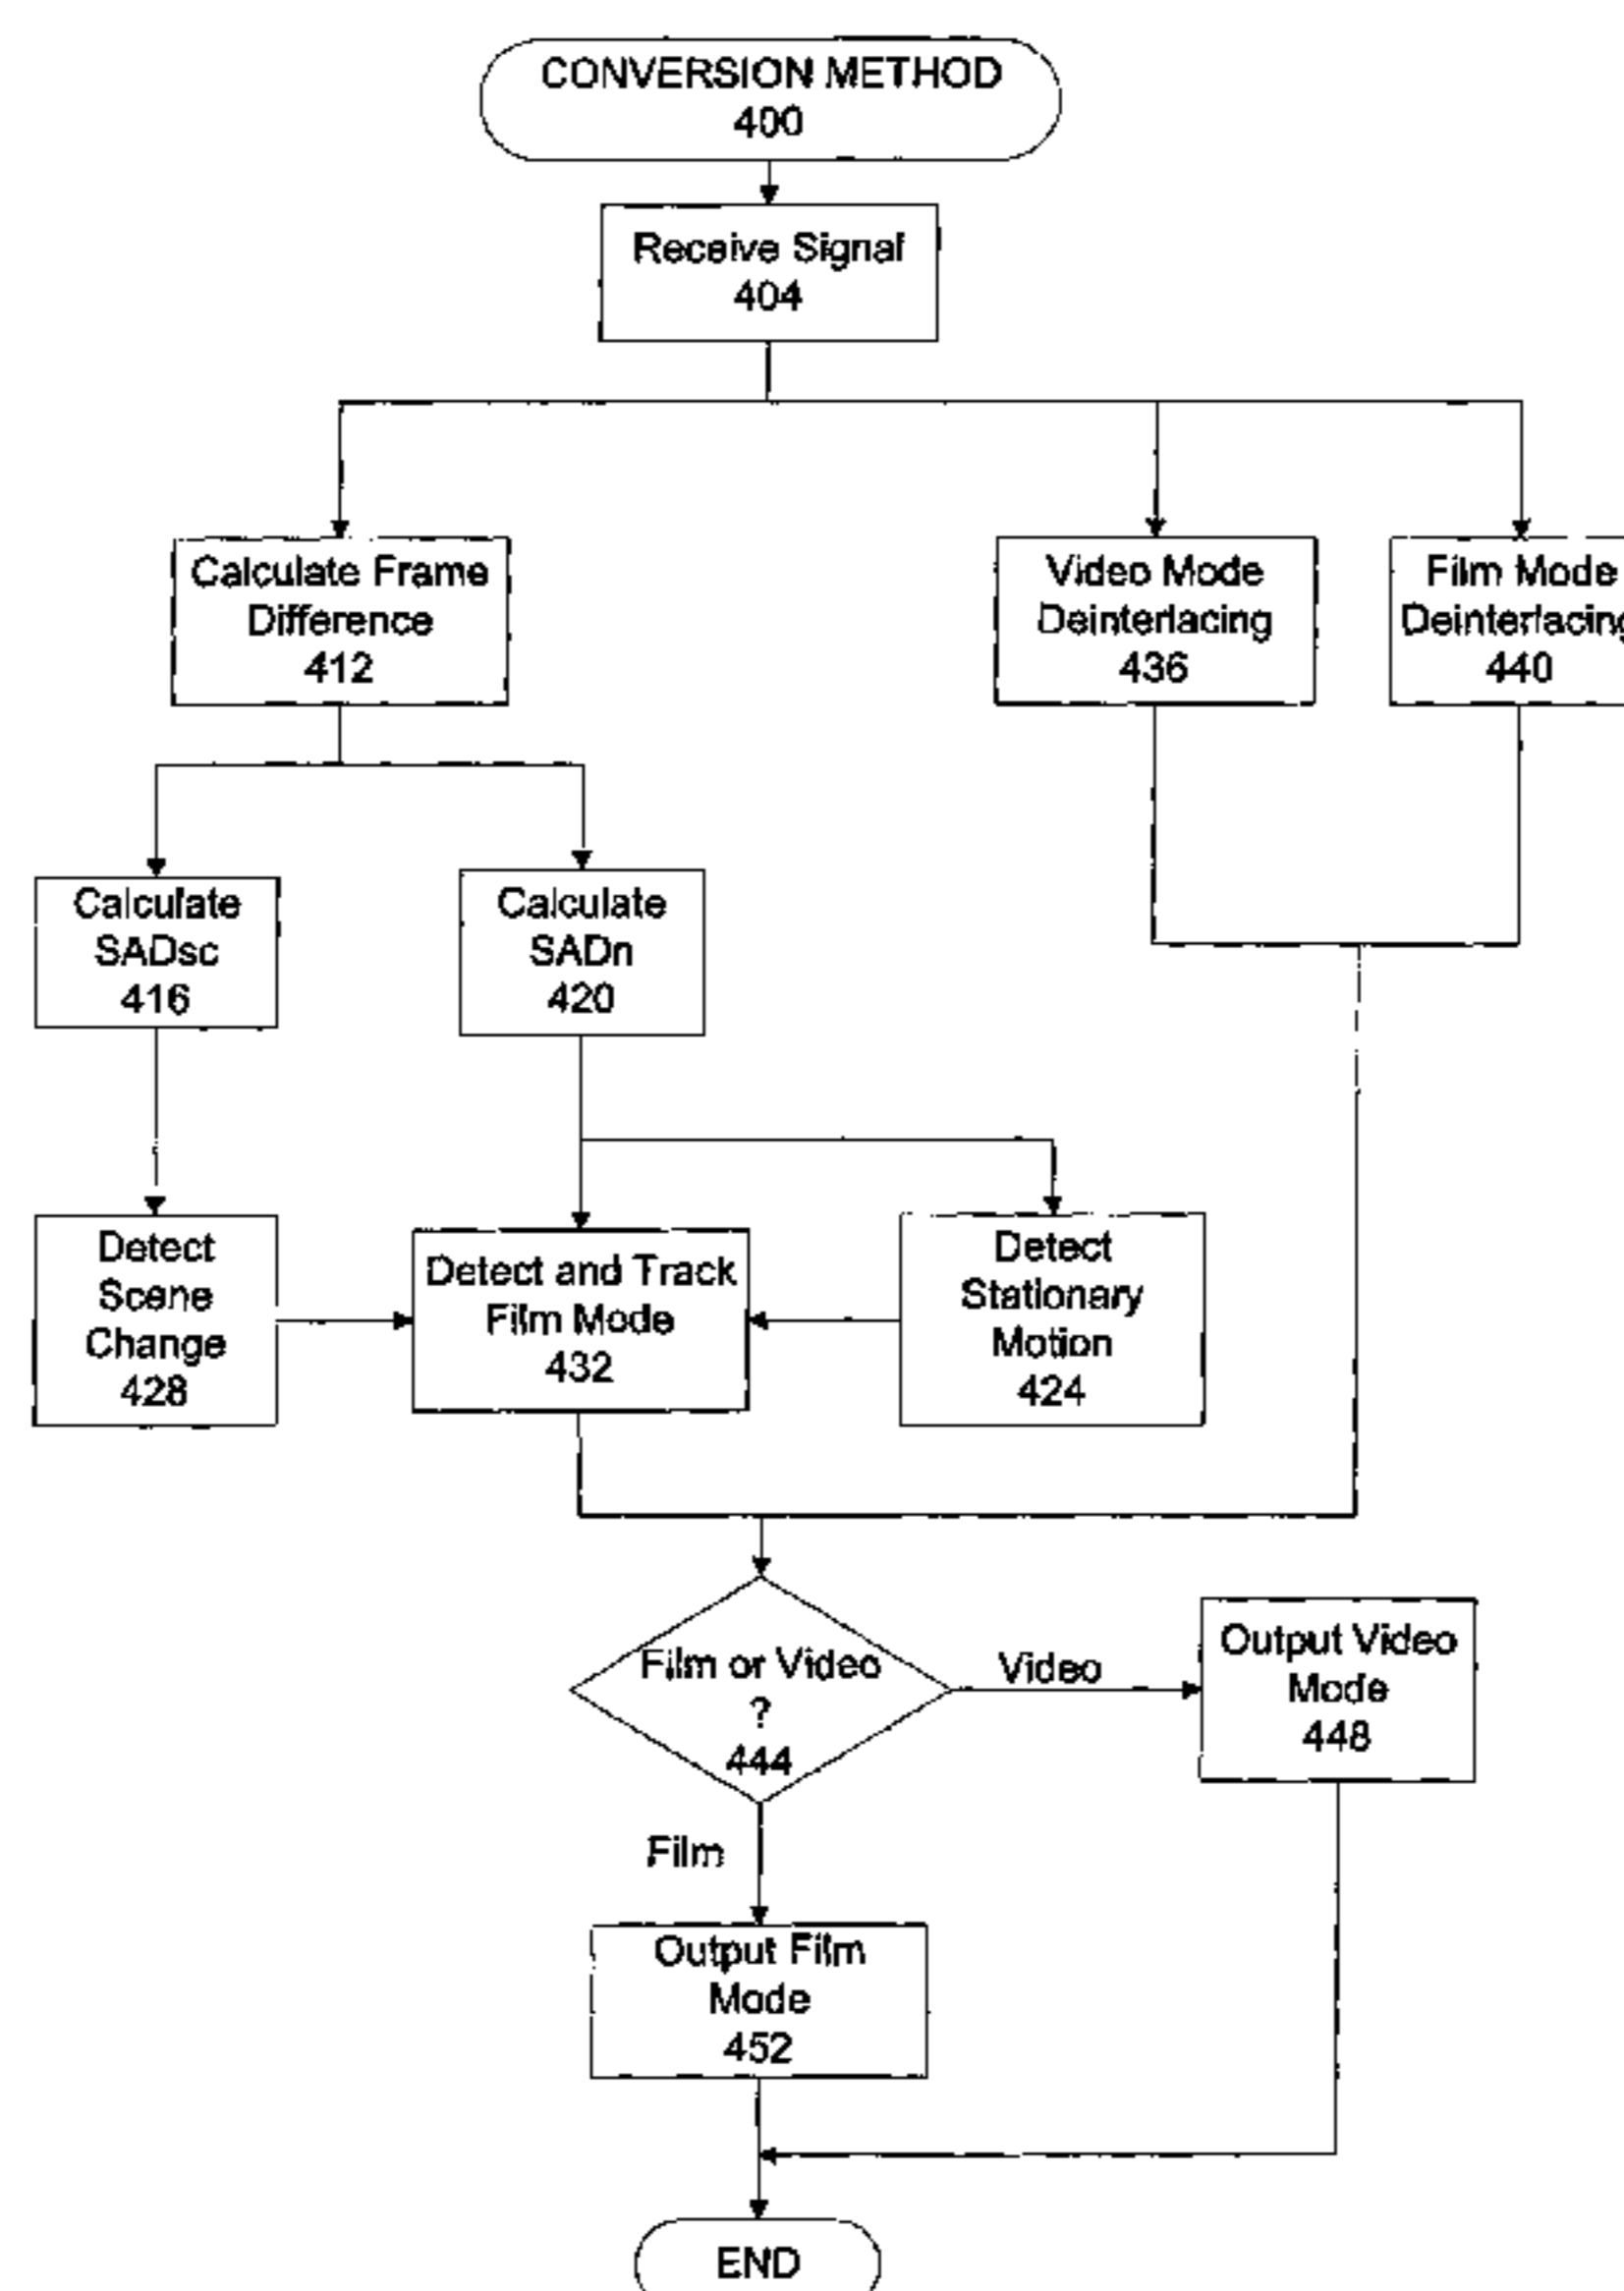 CONVERSION METHOD
400
Receive Signal
404
Calculate Frame
Difference
412
Video Mode
Deinterlacing
436
Film Mode
Deinterlacing
440
Calculate
SADsc
416
Calculate
SADn
420
Detect
Scene
Change
428
Detect and Track
Film Mode
432
Detect
Stationary
Motion
424
Film or Video
?
444
Video
Output Video
Mode
448
Film
Output Film
Mode
452
END